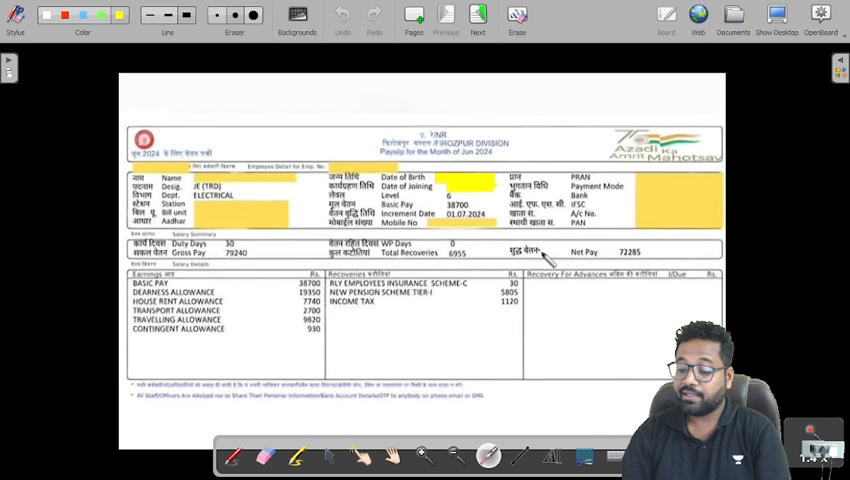 Stylus Color Line Eraser Backgrounds Undo Redo Pages Previous Next Erase Board Web Documents Show Desktop OpenBoard
उ. रे/NR
फिरोजपुर मण्डल /FIROZPUR DIVISION
जून 2024 के लिए वेतन पर्ची Payslip for the Month of Jun 2024
Azadi Ka
Amrit Mahotsav
Employee Detail for Emp. No.
नाम Name जन्म तिथि Date of Birth प्रान PRAN
पदनाम Desig. JE (TRD) कार्यग्रहण तिथि Date of Joining भुगतान विधि Payment Mode
विभाग Dept. ELECTRICAL लेवल Level 6 बैंक Bank
स्टेशन Station मूल वेतन Basic Pay 38700 आई. एफ. एस. सी. IFSC
बिल यू. Bill unit वेतन वृद्धि तिथि Increment Date 01.07.2024 खाता स. A/c No.
आधार Aadhar मोबाईल संख्या Mobile No स्थायी खाता स. PAN
Salary Summary
कार्य दिवस Duty Days 30 वेतन रहित दिवस WP Days 0
सकल वेतन Gross Pay 79240 कुल कटौतियां Total Recoveries 6955 शुद्ध वेतन Net Pay 72285
Salary Details
Earnings आय Rs. Recoveries कटौतियां Rs. Recovery For Advances अग्रिम की कटौतियां I/Due Rs.
BASIC PAY 38700 RLY EMPLOYEES INSURANCE SCHEME-C 30
DEARNESS ALLOWANCE 19350 NEW PENSION SCHEME TIER-I 5805
HOUSE RENT ALLOWANCE 7740 INCOME TAX 1120
TRANSPORT ALLOWANCE 2700
TRAVELLING ALLOWANCE 9820
CONTINGENT ALLOWANCE 930
* All Staff/Officers Are Advised not to Share Their Personal Information/Bank Account Details/OTP to anybody on phone,email or SMS.
1.4 x